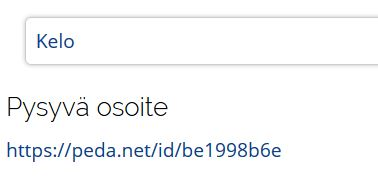 Kelo
Pysyvä osoite
https://peda.net/id/be1998b6e